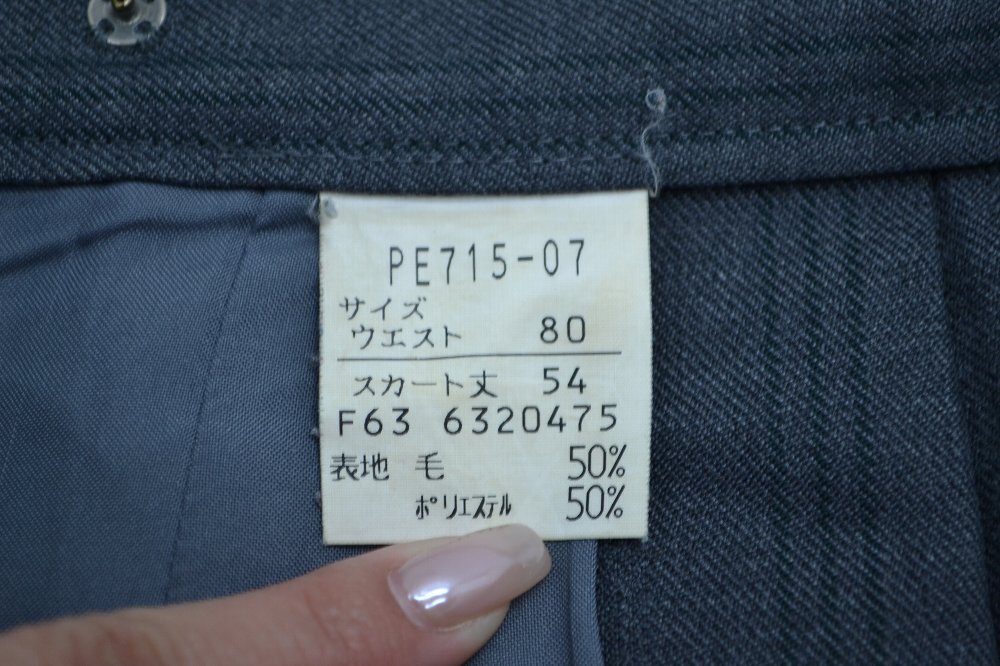 PE715-07
サイズ
ウエスト 80
スカート丈 54
F63 6320475
表地 毛 50%
ポリエステル 50%